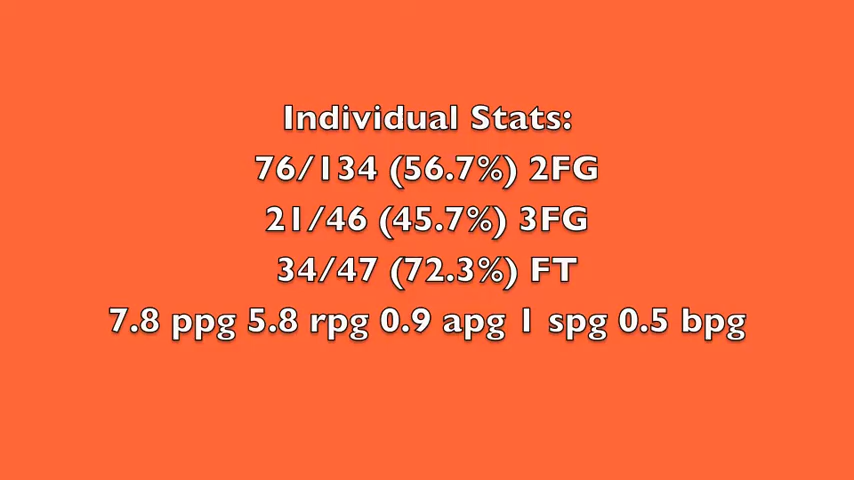 Individual Stats:
76/134 (56.7%) 2FG
21/46 (45.7%) 3FG
34/47 (72.3%) FT
7.8 ppg 5.8 rpg 0.9 apg 1 spg 0.5 bpg